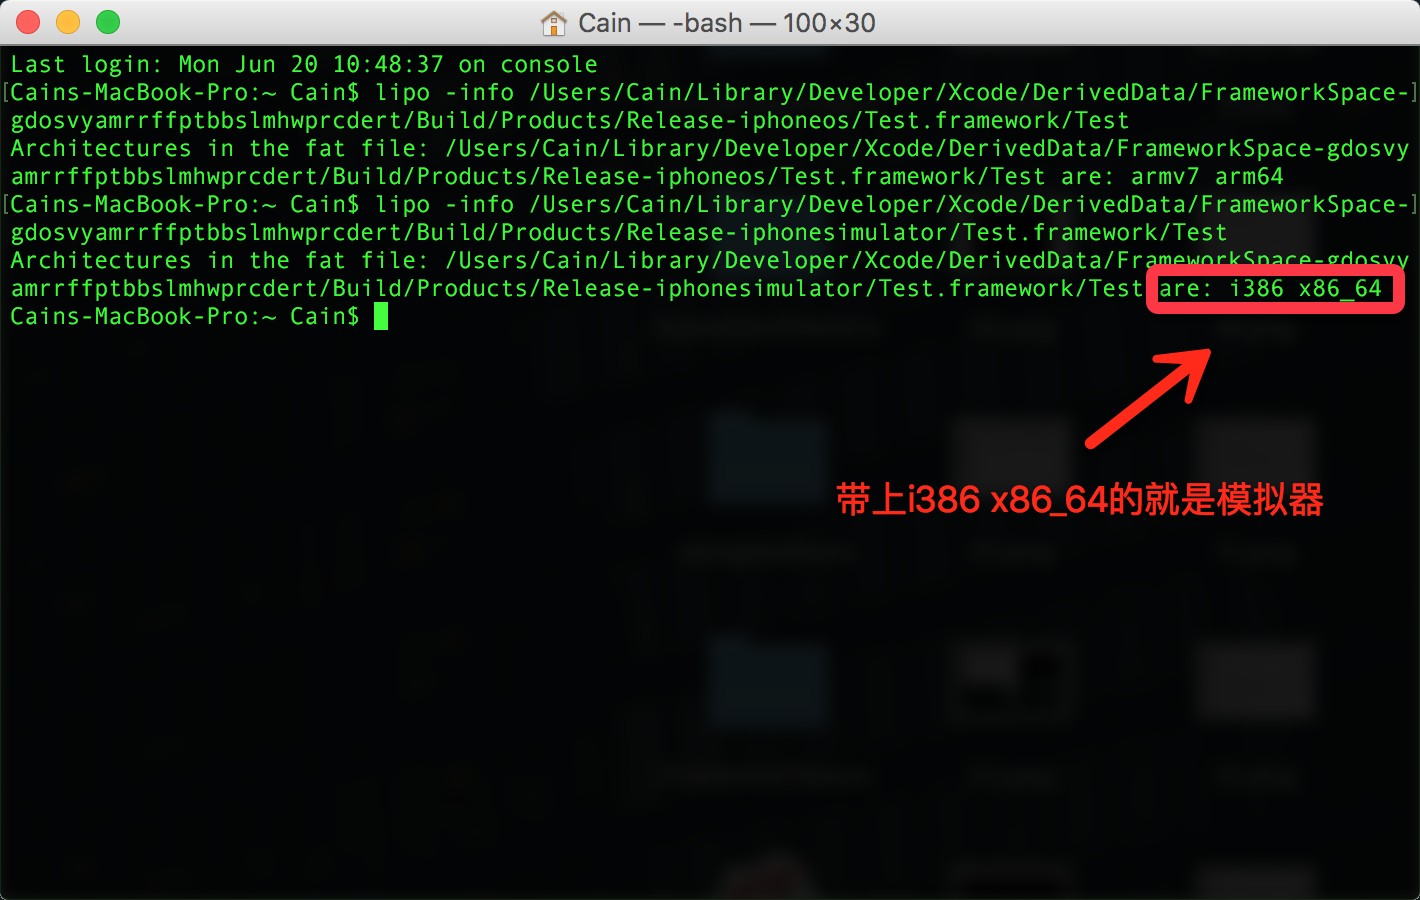 Cain — -bash — 100×30
Last login: Mon Jun 20 10:48:37 on console
[Cains-MacBook-Pro:~ Cain$ lipo -info /Users/Cain/Library/Developer/Xcode/DerivedData/FrameworkSpace-]
gdosvyamrrffptbbslmhwprcdert/Build/Products/Release-iphoneos/Test.framework/Test
Architectures in the fat file: /Users/Cain/Library/Developer/Xcode/DerivedData/FrameworkSpace-gdosvy
amrrffptbbslmhwprcdert/Build/Products/Release-iphoneos/Test.framework/Test are: armv7 arm64
[Cains-MacBook-Pro:~ Cain$ lipo -info /Users/Cain/Library/Developer/Xcode/DerivedData/FrameworkSpace-]
gdosvyamrrffptbbslmhwprcdert/Build/Products/Release-iphonesimulator/Test.framework/Test
Architectures in the fat file: /Users/Cain/Library/Developer/Xcode/DerivedData/FrameworkSpace-gdosvy
amrrffptbbslmhwprcdert/Build/Products/Release-iphonesimulator/Test.framework/Test are: i386 x86_64
Cains-MacBook-Pro:~ Cain$
带上i386 x86_64的就是模拟器